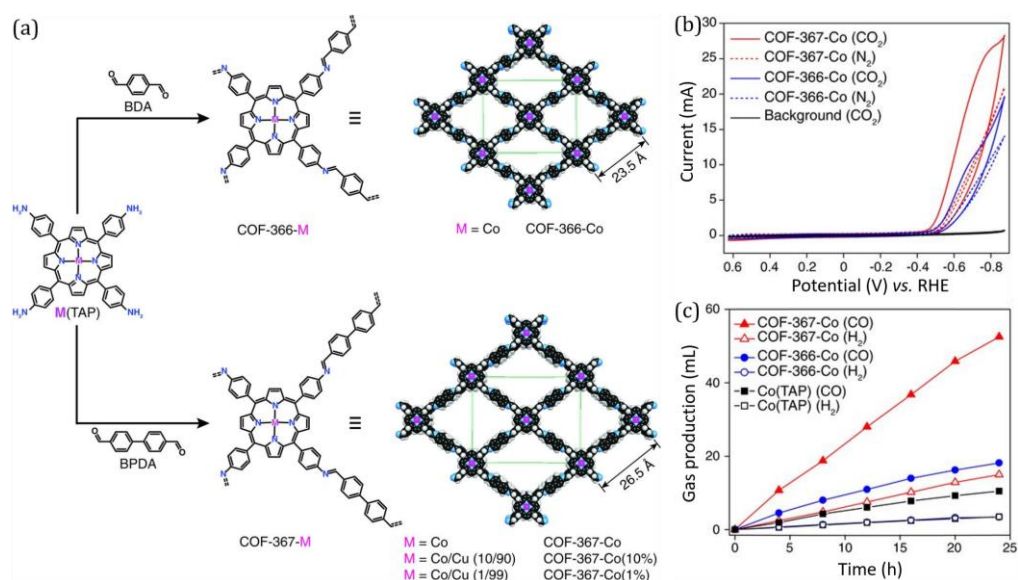 (a)
BDA
M
M(TAP)
BPDA
NH₂
H₂N
NH₂
H₂N
COF-366-M
≡
23.5 Å
M = Co COF-366-Co
COF-367-M
≡
26.5 Å
M = Co COF-367-Co
M = Co/Cu (10/90) COF-367-Co(10%)
M = Co/Cu (1/99) COF-367-Co(1%)
(b)
Current (mA)
30
25
20
15
10
5
0
COF-367-Co (CO₂)
COF-367-Co (N₂)
COF-366-Co (CO₂)
COF-366-Co (N₂)
Background (CO₂)
0.6 0.4 0.2 0 -0.2 -0.4 -0.6 -0.8
Potential (V) vs. RHE
(c)
Gas production (mL)
60
40
20
0
COF-367-Co (CO)
COF-367-Co (H₂)
COF-366-Co (CO)
COF-366-Co (H₂)
Co(TAP) (CO)
Co(TAP) (H₂)
0 5 10 15 20 25
Time (h)